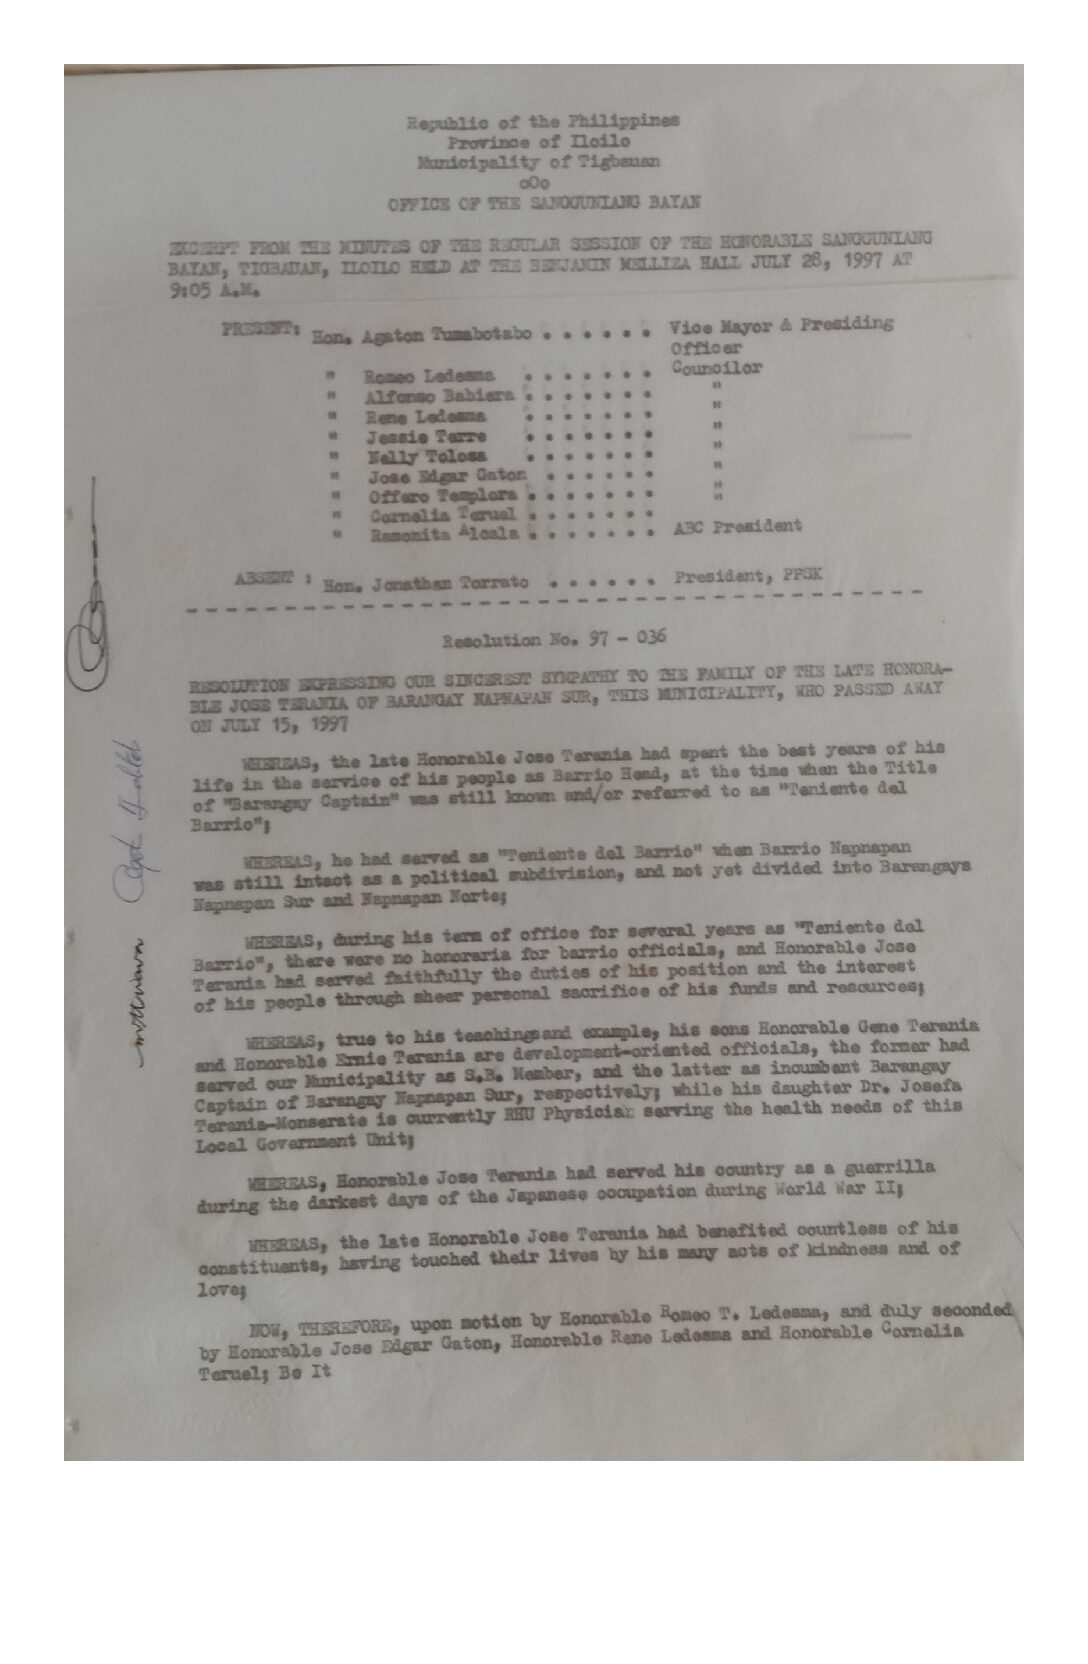 Republic of the Philippines
Province of Iloilo
Municipality of Tigbauan
oOo
OFFICE OF THE SANGGUNIANG BAYAN
EXCERPT FROM THE MINUTES OF THE REGULAR SESSION OF THE HONORABLE SANGGUNIANG
BAYAN, TIGBAUAN, ILOILO HELD AT THE BENJAMIN MELLIZA HALL JULY 28, 1997 AT
9:05 A.M.
PRESENT: Hon. Agaton Tumabotabo . . . . . . Vice Mayor & Presiding
Officer
" Romeo Ledesma . . . . . . . Councilor
" Alfonso Babiera . . . . . . . "
" Rene Ledesma . . . . . . . "
" Jessie Terre . . . . . . . "
" Nelly Tolosa . . . . . . . "
" Jose Edgar Gaton . . . . . . "
" Offero Templora . . . . . . . "
" Cornelia Teruel . . . . . . . "
" Ramonita Alcala . . . . . . . ABC President
ABSENT : Hon. Jonathan Torrato . . . . . . President, PPSK
Resolution No. 97 - 036
RESOLUTION EXPRESSING OUR SINCEREST SYMPATHY TO THE FAMILY OF THE LATE HONORA-
BLE JOSE TERANIA OF BARANGAY NAPNAPAN SUR, THIS MUNICIPALITY, WHO PASSED AWAY
ON JULY 15, 1997
WHEREAS, the late Honorable Jose Terania had spent the best years of his
life in the service of his people as Barrio Head, at the time when the Title
of "Barangay Captain" was still known and/or referred to as "Teniente del
Barrio";
WHEREAS, he had served as "Teniente del Barrio" when Barrio Napnapan
was still intact as a political subdivision, and not yet divided into Barangays
Napnapan Sur and Napnapan Norte;
WHEREAS, during his term of office for several years as "Teniente del
Barrio", there were no honoraria for barrio officials, and Honorable Jose
Terania had served faithfully the duties of his position and the interest
of his people through sheer personal sacrifice of his funds and resources;
WHEREAS, true to his teachingsand example, his sons Honorable Gene Terania
and Honorable Ernie Terania are development-oriented officials, the former had
served our Municipality as S.B. Member, and the latter as incumbent Barangay
Captain of Barangay Napnapan Sur, respectively; while his daughter Dr. Josefa
Terania-Monserate is currently RHU Physician serving the health needs of this
Local Government Unit;
WHEREAS, Honorable Jose Terania had served his country as a guerrilla
during the darkest days of the Japanese occupation during World War II;
WHEREAS, the late Honorable Jose Terania had benefited countless of his
constituents, having touched their lives by his many acts of kindness and of
love;
NOW, THEREFORE, upon motion by Honorable Romeo T. Ledesma, and duly seconded
by Honorable Jose Edgar Gaton, Honorable Rene Ledesma and Honorable Cornelia
Teruel; Be It